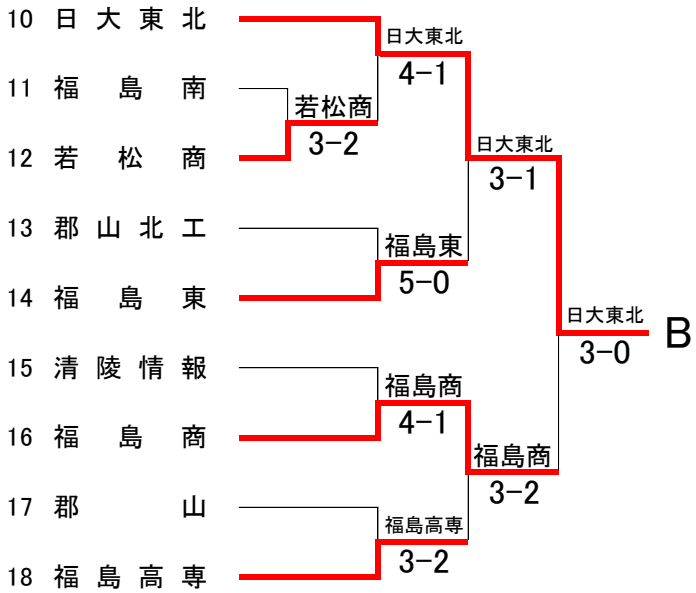 10 日大東北
11 福島南
12 若松商
13 郡山北工
14 福島東
15 清陵情報
16 福島商
17 郡山
18 福島高専
若松商
3-2
日大東北
4-1
福島東
5-0
福島商
4-1
福島高専
3-2
日大東北
3-1
福島商
3-2
日大東北
3-0
B